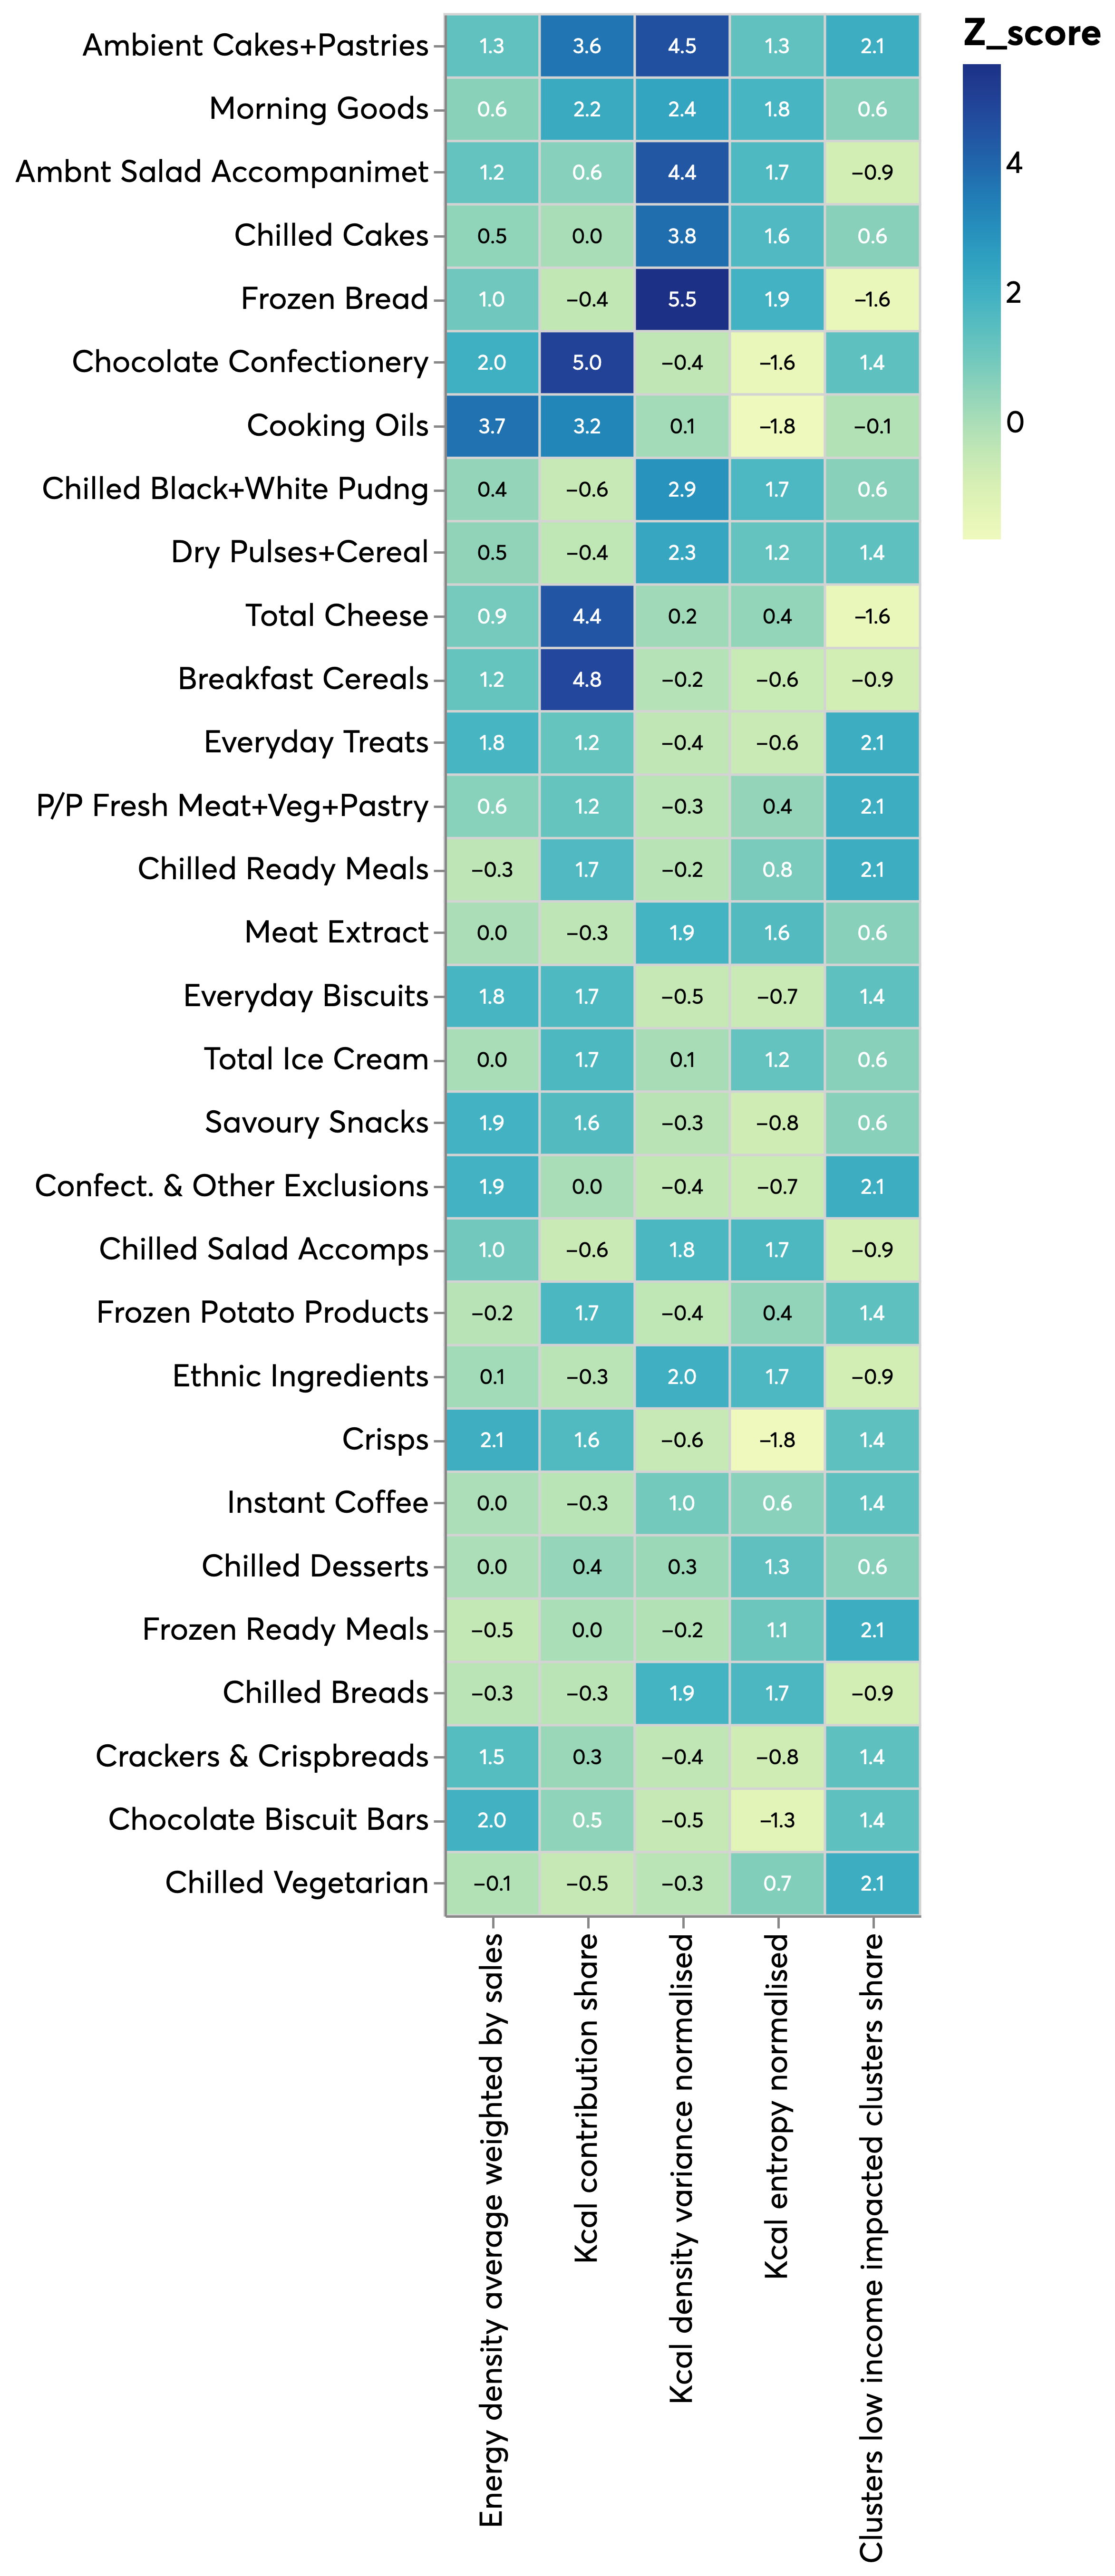 Z_score
4
2
0
Ambient Cakes+Pastries 1.3 3.6 4.5 1.3 2.1
Morning Goods 0.6 2.2 2.4 1.8 0.6
Ambnt Salad Accompanimet 1.2 0.6 4.4 1.7 −0.9
Chilled Cakes 0.5 0.0 3.8 1.6 0.6
Frozen Bread 1.0 −0.4 5.5 1.9 −1.6
Chocolate Confectionery 2.0 5.0 −0.4 −1.6 1.4
Cooking Oils 3.7 3.2 0.1 −1.8 −0.1
Chilled Black+White Pudng 0.4 −0.6 2.9 1.7 0.6
Dry Pulses+Cereal 0.5 −0.4 2.3 1.2 1.4
Total Cheese 0.9 4.4 0.2 0.4 −1.6
Breakfast Cereals 1.2 4.8 −0.2 −0.6 −0.9
Everyday Treats 1.8 1.2 −0.4 −0.6 2.1
P/P Fresh Meat+Veg+Pastry 0.6 1.2 −0.3 0.4 2.1
Chilled Ready Meals −0.3 1.7 −0.2 0.8 2.1
Meat Extract 0.0 −0.3 1.9 1.6 0.6
Everyday Biscuits 1.8 1.7 −0.5 −0.7 1.4
Total Ice Cream 0.0 1.7 0.1 1.2 0.6
Savoury Snacks 1.9 1.6 −0.3 −0.8 0.6
Confect. & Other Exclusions 1.9 0.0 −0.4 −0.7 2.1
Chilled Salad Accomps 1.0 −0.6 1.8 1.7 −0.9
Frozen Potato Products −0.2 1.7 −0.4 0.4 1.4
Ethnic Ingredients 0.1 −0.3 2.0 1.7 −0.9
Crisps 2.1 1.6 −0.6 −1.8 1.4
Instant Coffee 0.0 −0.3 1.0 0.6 1.4
Chilled Desserts 0.0 0.4 0.3 1.3 0.6
Frozen Ready Meals −0.5 0.0 −0.2 1.1 2.1
Chilled Breads −0.3 −0.3 1.9 1.7 −0.9
Crackers & Crispbreads 1.5 0.3 −0.4 −0.8 1.4
Chocolate Biscuit Bars 2.0 0.5 −0.5 −1.3 1.4
Chilled Vegetarian −0.1 −0.5 −0.3 0.7 2.1
Energy density average weighted by sales
Kcal contribution share
Kcal density variance normalised
Kcal entropy normalised
Clusters low income impacted clusters share